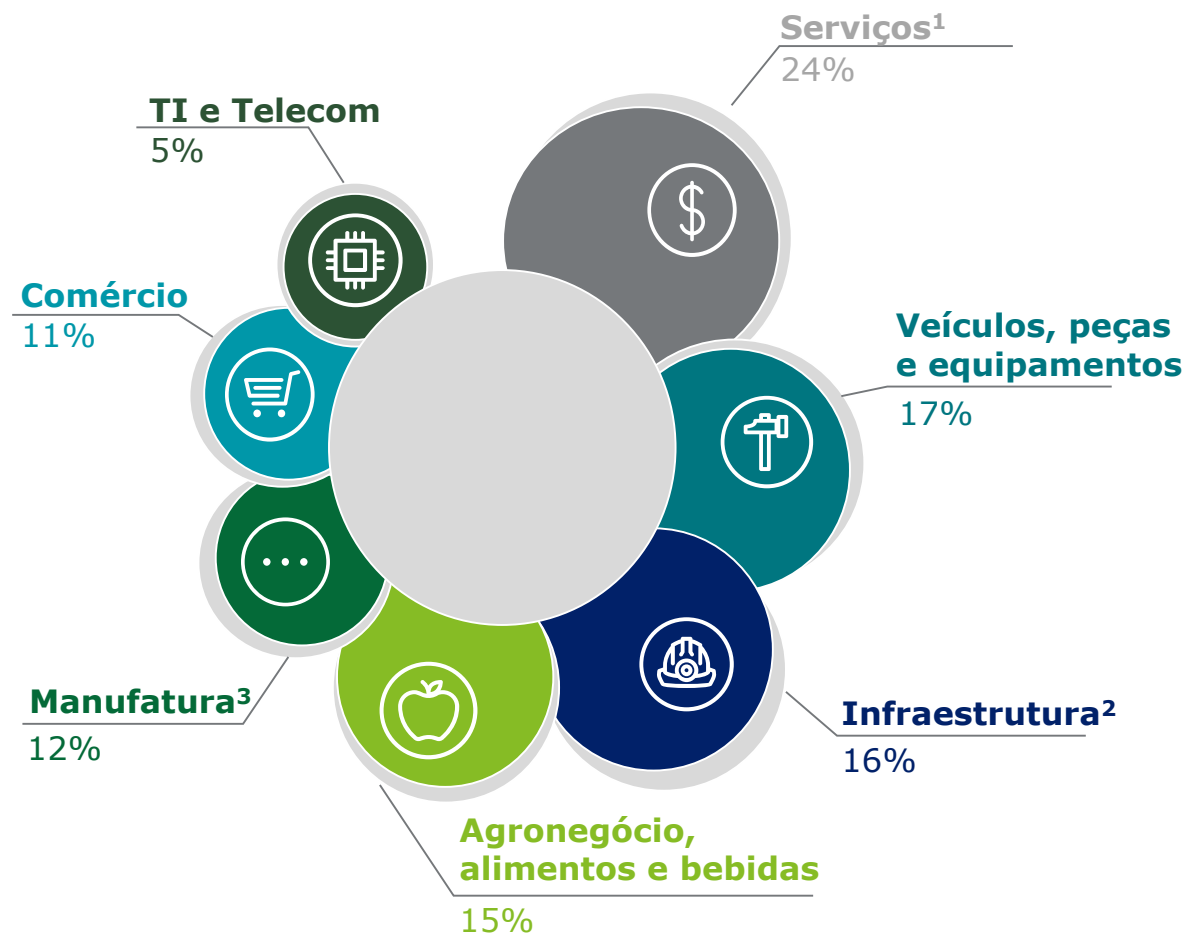 Serviços¹
24%
TI e Telecom
5%
Comércio
11%
Veículos, peças
e equipamentos
17%
Manufatura³
12%
Infraestrutura²
16%
Agronegócio,
alimentos e bebidas
15%